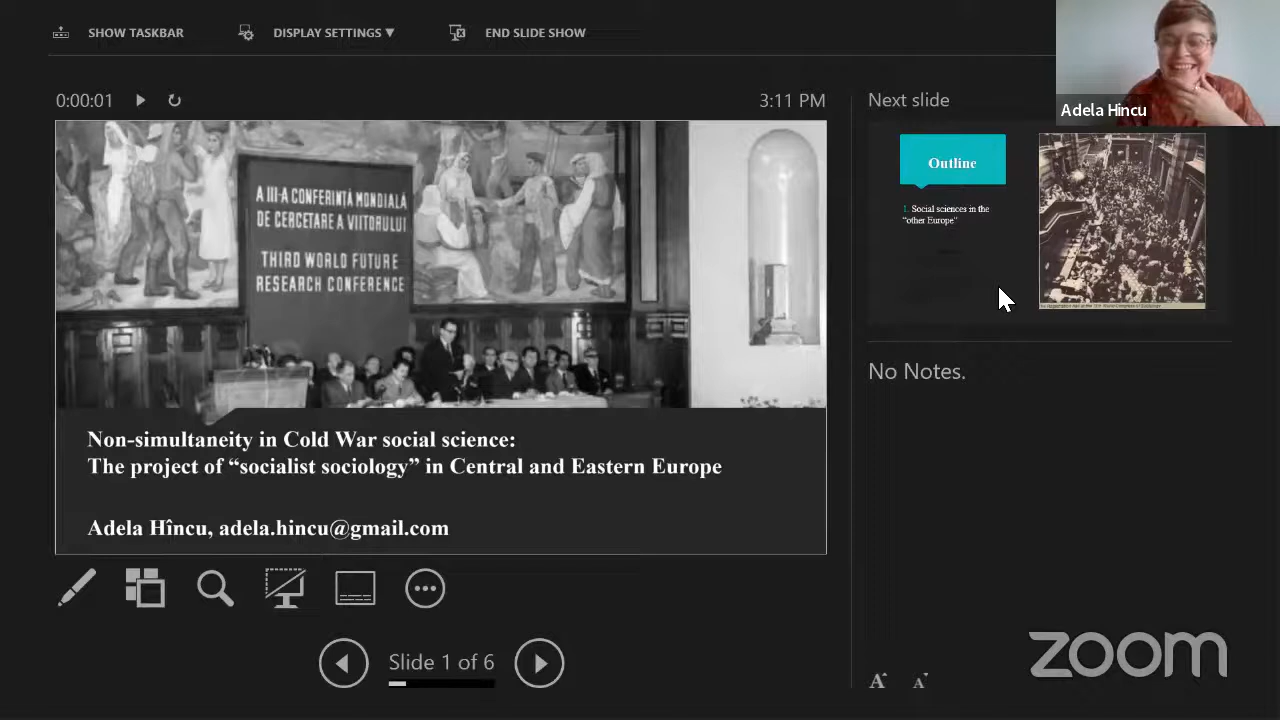 SHOW TASKBAR
DISPLAY SETTINGS ▼
END SLIDE SHOW
Adela Hincu
0:00:01
3:11 PM
Next slide
A III-A CONFERINȚĂ MONDIALĂ
DE CERCETARE A VIITORULUI
THIRD WORLD FUTURE
RESEARCH CONFERENCE
Non-simultaneity in Cold War social science:
The project of “socialist sociology” in Central and Eastern Europe
Adela Hîncu, adela.hincu@gmail.com
Outline
1. Social sciences in the
“other Europe”
No Notes.
Slide 1 of 6
A A
zoom